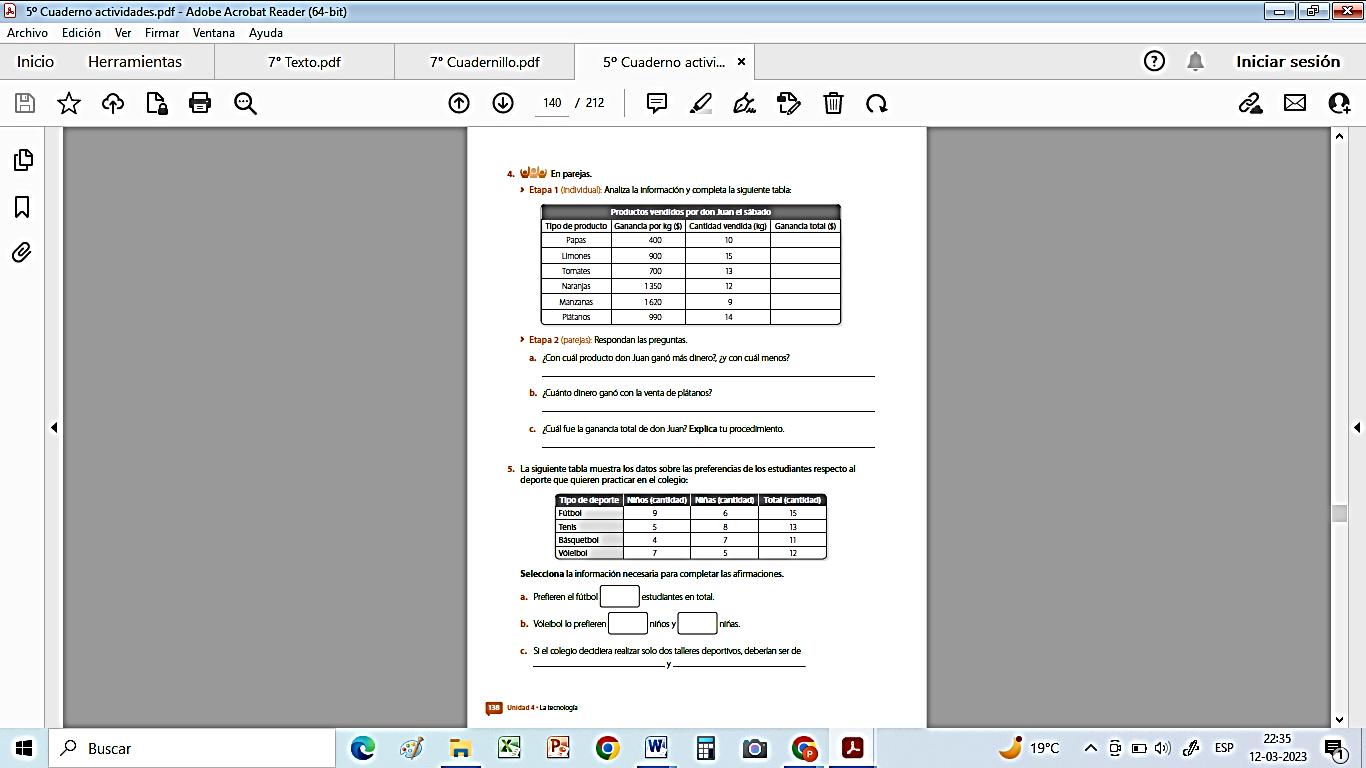 5º Cuaderno actividades.pdf - Adobe Acrobat Reader (64-bit)
Archivo Edición Ver Firmar Ventana Ayuda
Inicio Herramientas 7º Texto.pdf 7º Cuadernillo.pdf 5º Cuaderno activi... × Iniciar sesión
140 / 212
4. En parejas.
› Etapa 1 (individual): Analiza la información y completa la siguiente tabla:
Productos vendidos por don Juan el sábado
Tipo de producto Ganancia por kg ($) Cantidad vendida (kg) Ganancia total ($)
Papas 400 10
Limones 900 15
Tomates 700 13
Naranjas 1 350 12
Manzanas 1 620 9
Plátanos 990 14
› Etapa 2 (parejas): Respondan las preguntas.
a. ¿Con cuál producto don Juan ganó más dinero?, ¿y con cuál menos?
b. ¿Cuánto dinero ganó con la venta de plátanos?
c. ¿Cuál fue la ganancia total de don Juan? Explica tu procedimiento.
5. La siguiente tabla muestra los datos sobre las preferencias de los estudiantes respecto al
deporte que quieren practicar en el colegio:
Tipo de deporte Niños (cantidad) Niñas (cantidad) Total (cantidad)
Fútbol 9 6 15
Tenis 5 8 13
Básquetbol 4 7 11
Vóleibol 7 5 12
Selecciona la información necesaria para completar las afirmaciones.
a. Prefieren el fútbol estudiantes en total.
b. Vóleibol lo prefieren niños y niñas.
c. Si el colegio decidiera realizar solo dos talleres deportivos, deberían ser de
y
138 Unidad 4 • La tecnología
Buscar 19°C ESP 22:35
12-03-2023 1